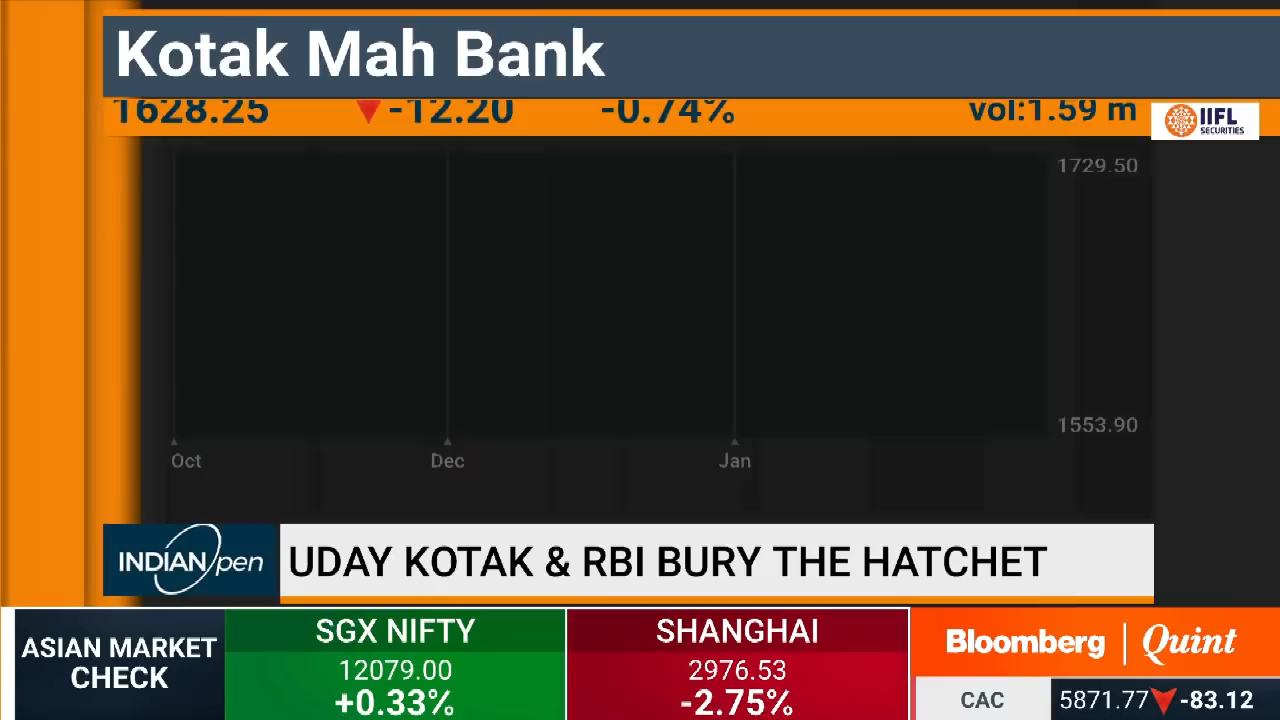 Kotak Mah Bank
1628.25 -12.20 -0.74% vol:1.59 m
IIFL
SECURITIES
1729.50
1553.90
Oct Dec Jan
INDIAN Open
UDAY KOTAK & RBI BURY THE HATCHET
ASIAN MARKET
CHECK
SGX NIFTY
12079.00
+0.33%
SHANGHAI
2976.53
-2.75%
Bloomberg | Quint
CAC 5871.77 -83.12